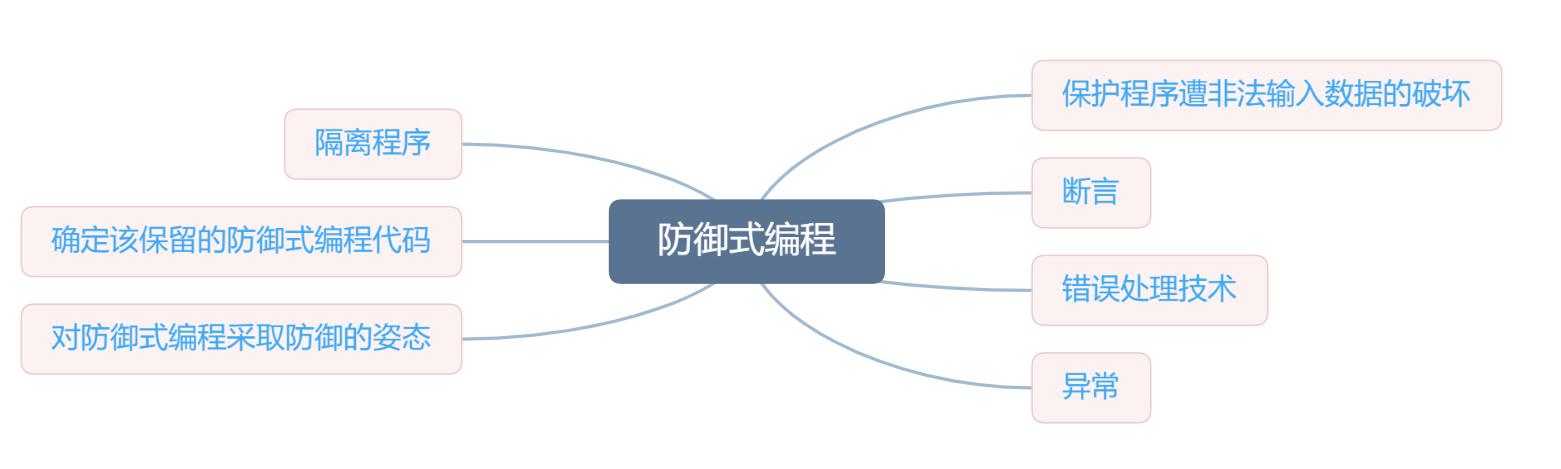 防御式编程
保护程序遭非法输入数据的破坏
断言
错误处理技术
异常
隔离程序
确定该保留的防御式编程代码
对防御式编程采取防御的姿态